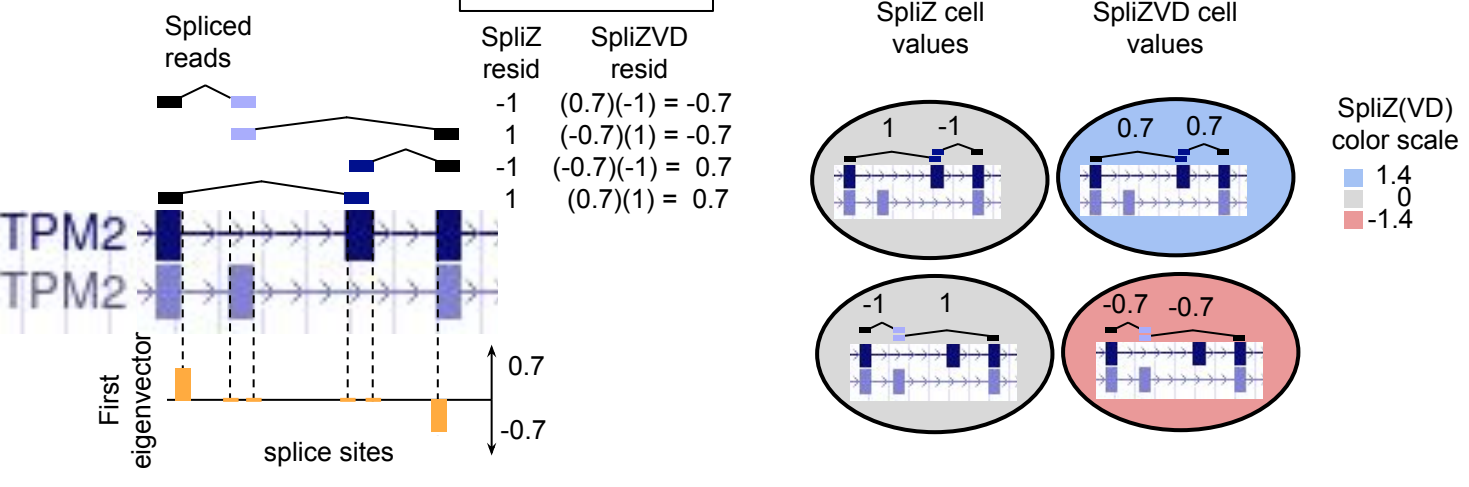 Spliced
reads
SpliZ
resid
SpliZVD
resid
-1 (0.7)(-1) = -0.7
1 (-0.7)(1) = -0.7
-1 (-0.7)(-1) = 0.7
1 (0.7)(1) = 0.7
TPM2
TPM2
First
eigenvector
0.7
-0.7
splice sites
SpliZ cell
values
SpliZVD cell
values
1 -1
0.7 0.7
-1 1
-0.7 -0.7
SpliZ(VD)
color scale
1.4
0
-1.4